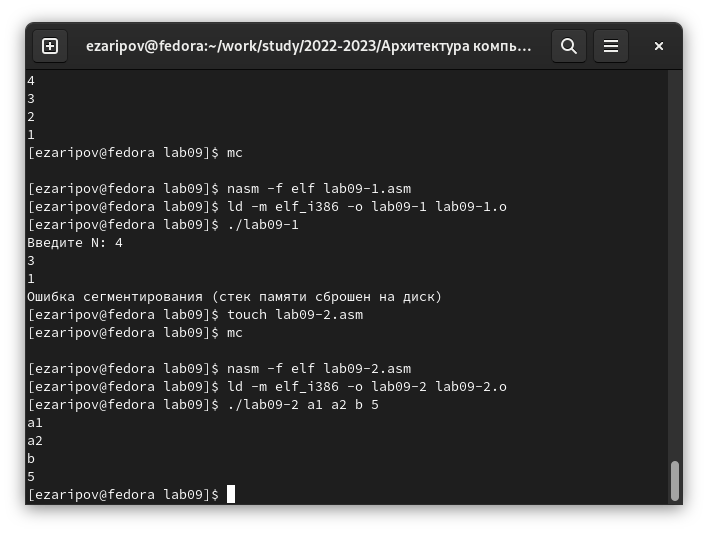 ezaripov@fedora:~/work/study/2022-2023/Архитектура компь…
4
3
2
1
[ezaripov@fedora lab09]$ mc
[ezaripov@fedora lab09]$ nasm -f elf lab09-1.asm
[ezaripov@fedora lab09]$ ld -m elf_i386 -o lab09-1 lab09-1.o
[ezaripov@fedora lab09]$ ./lab09-1
Введите N: 4
3
1
Ошибка сегментирования (стек памяти сброшен на диск)
[ezaripov@fedora lab09]$ touch lab09-2.asm
[ezaripov@fedora lab09]$ mc
[ezaripov@fedora lab09]$ nasm -f elf lab09-2.asm
[ezaripov@fedora lab09]$ ld -m elf_i386 -o lab09-2 lab09-2.o
[ezaripov@fedora lab09]$ ./lab09-2 a1 a2 b 5
a1
a2
b
5
[ezaripov@fedora lab09]$